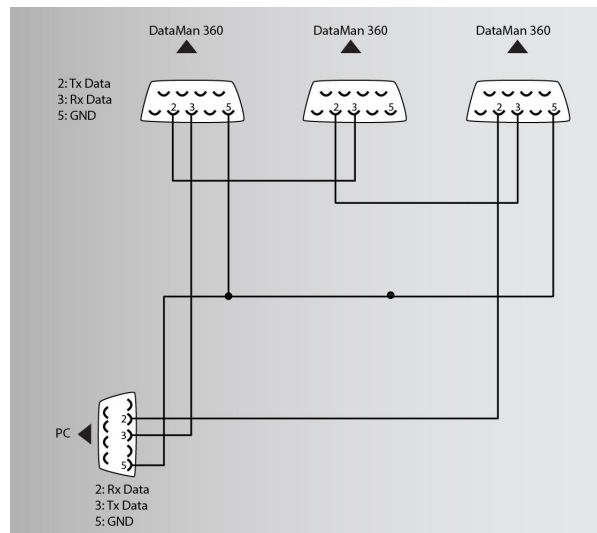 DataMan 360 DataMan 360 DataMan 360
2: Tx Data
3: Rx Data
5: GND
2 3 5 2 3 5 2 3 5
2
PC 3
5
2: Rx Data
3: Tx Data
5: GND